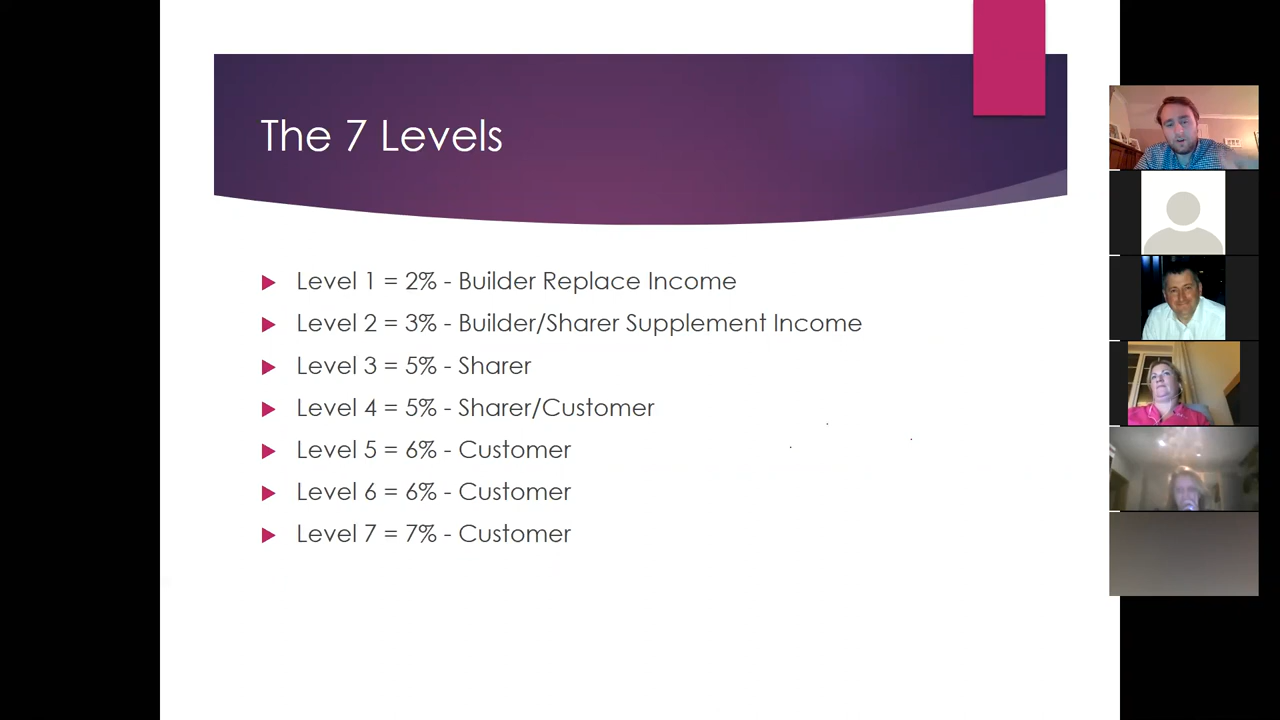 The 7 Levels
Level 1 = 2% - Builder Replace Income
Level 2 = 3% - Builder/Sharer Supplement Income
Level 3 = 5% - Sharer
Level 4 = 5% - Sharer/Customer
Level 5 = 6% - Customer
Level 6 = 6% - Customer
Level 7 = 7% - Customer